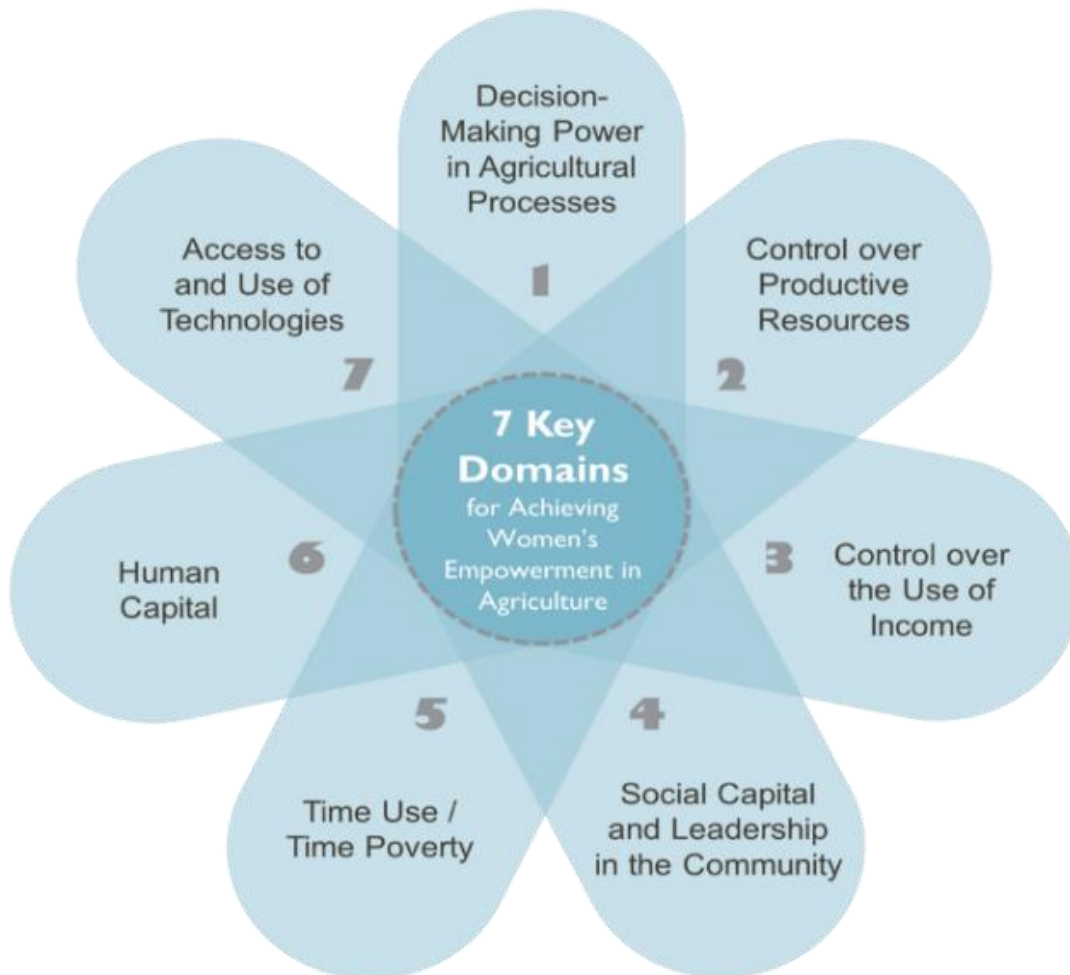 Decision-
Making Power
in Agricultural
Processes
1
Control over
Productive
Resources
2
3
Control over
the Use of
Income
4
Social Capital
and Leadership
in the Community
5
Time Use /
Time Poverty
6
Human
Capital
Access to
and Use of
Technologies
7
7 Key
Domains
for Achieving
Women's
Empowerment in
Agriculture